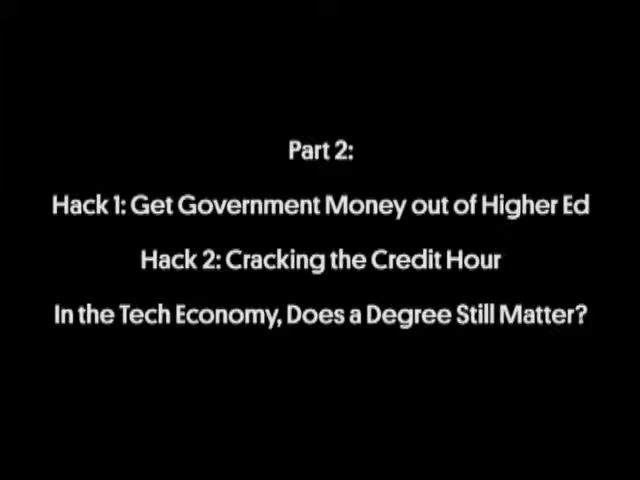 Part 2:
Hack 1: Get Government Money out of Higher Ed
Hack 2: Cracking the Credit Hour
In the Tech Economy, Does a Degree Still Matter?